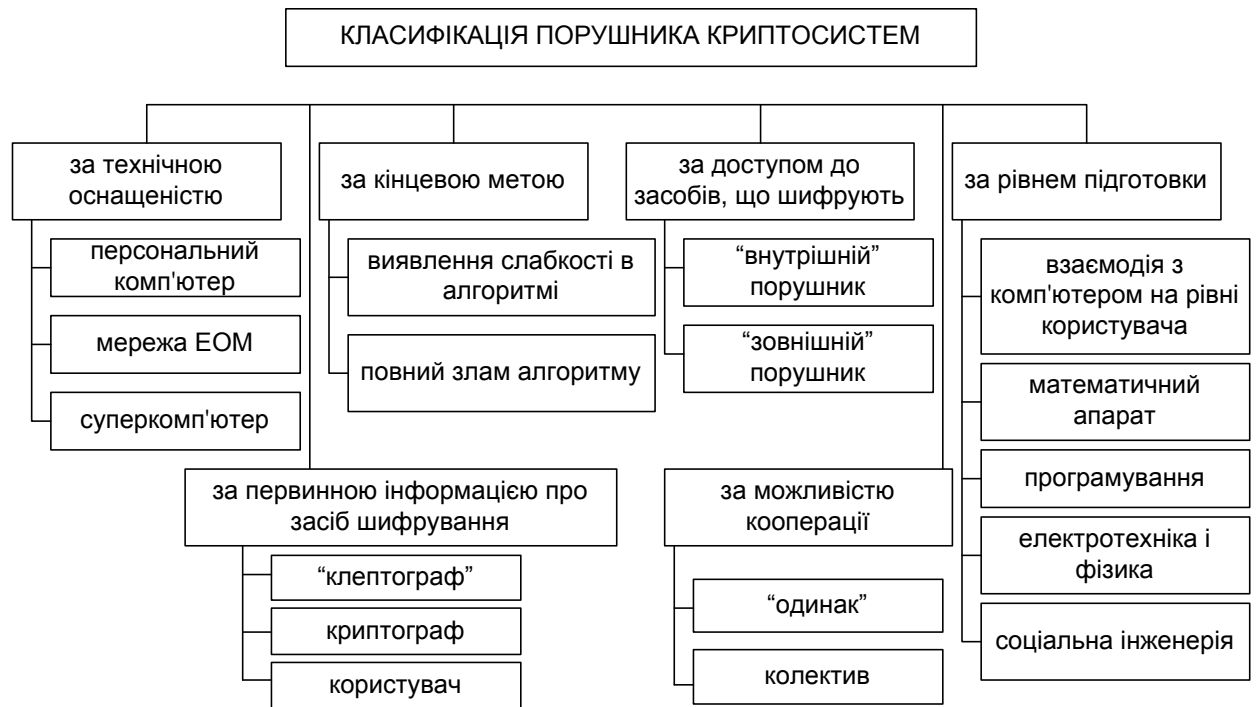 КЛАСИФІКАЦІЯ ПОРУШНИКА КРИПТОСИСТЕМ
за технічною
оснащеністю
персональний
комп'ютер
мережа ЕОМ
суперкомп'ютер
за кінцевою метою
виявлення слабкості в
алгоритмі
повний злам алгоритму
за доступом до
засобів, що шифрують
“внутрішній”
порушник
“зовнішній”
порушник
за рівнем підготовки
взаємодія з
комп'ютером на рівні
користувача
математичний
апарат
програмування
електротехніка і
фізика
соціальна інженерія
за первинною інформацією про
засіб шифрування
“клептограф”
криптограф
користувач
за можливістю
кооперації
“одинак”
колектив